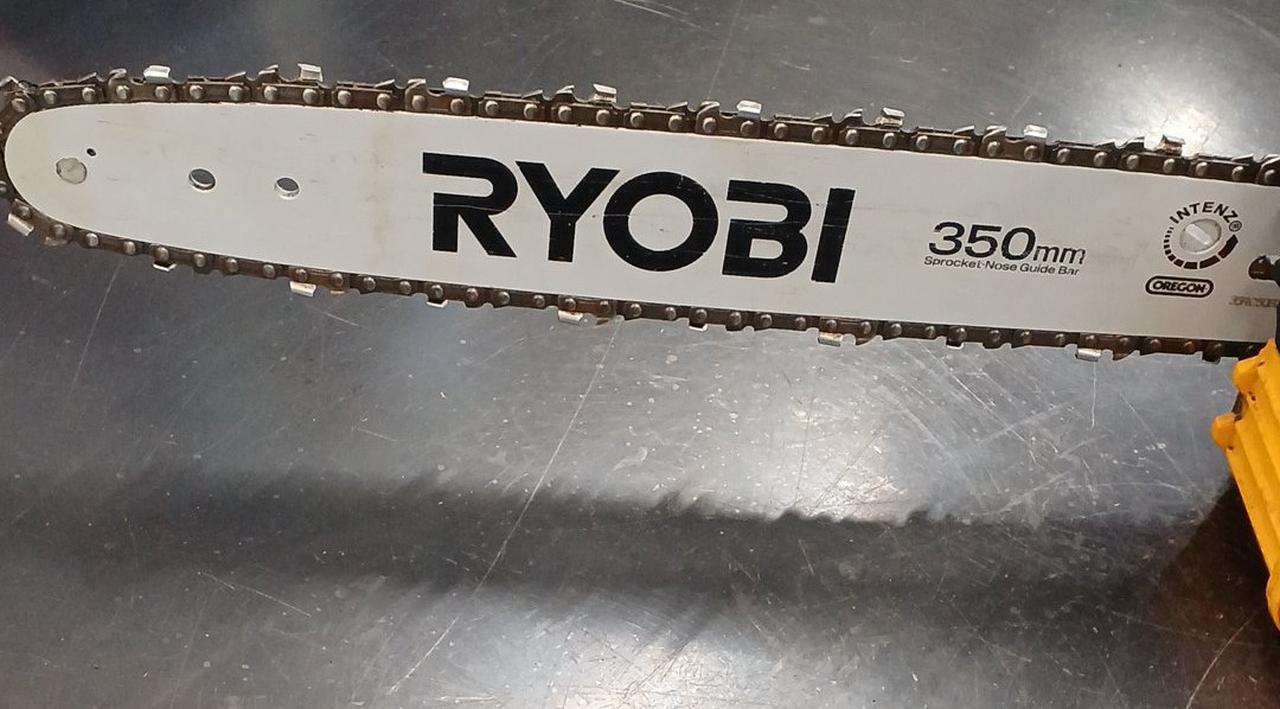 RYOBI
350mm
Sprocket-Nose Guide Bar
INTENZ®
OREGON